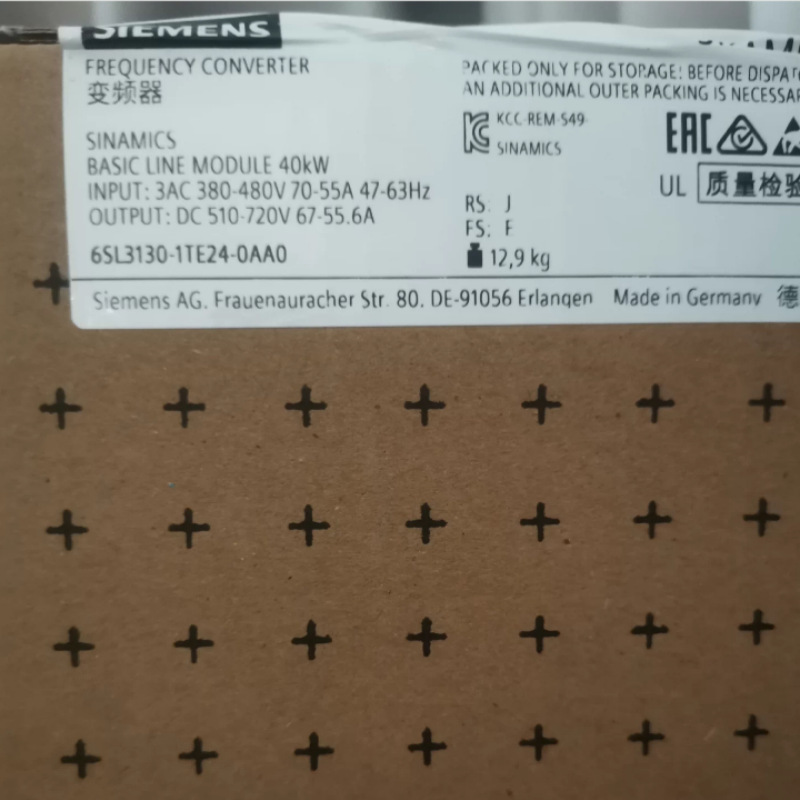 SIEMENS
FREQUENCY CONVERTER
变频器
SINAMICS
BASIC LINE MODULE 40kW
INPUT: 3AC 380-480V 70-55A 47-63Hz
OUTPUT: DC 510-720V 67-55.6A
6SL3130-1TE24-0AA0
PACKED ONLY FOR STORAGE: BEFORE
AN ADDITIONAL OUTER PACKING IS
KCC-REM-S49
SINAMICS
EAC
UL 质量检验
RS: J
FS: F
12,9 kg
Siemens AG. Frauenauracher Str. 80. DE-91056 Erlangen Made in Germany 德